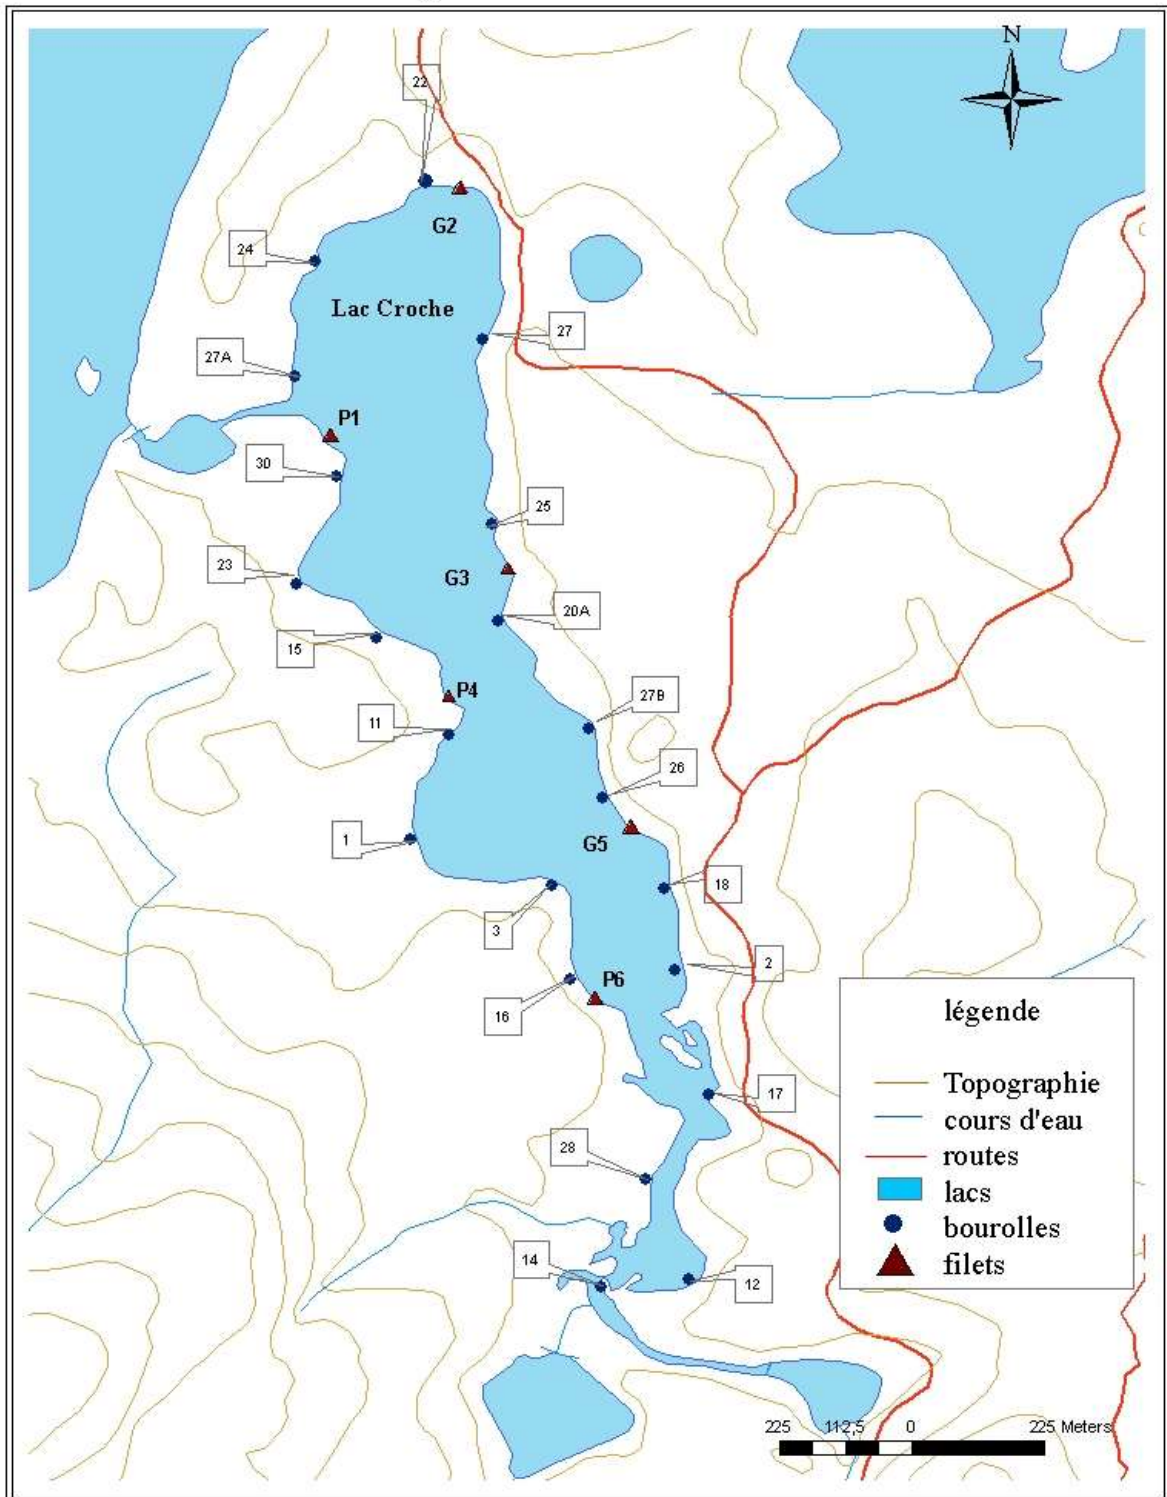 N
22
G2
24
Lac Croche
27
27A
P1
30
25
23
G3
20A
15
P4
27B
11
26
1
G5
18
3
2
P6
16
légende
Topographie
17
cours d'eau
28
routes
lacs
bourolles
14
filets
12
225 112,5 0 225 Meters